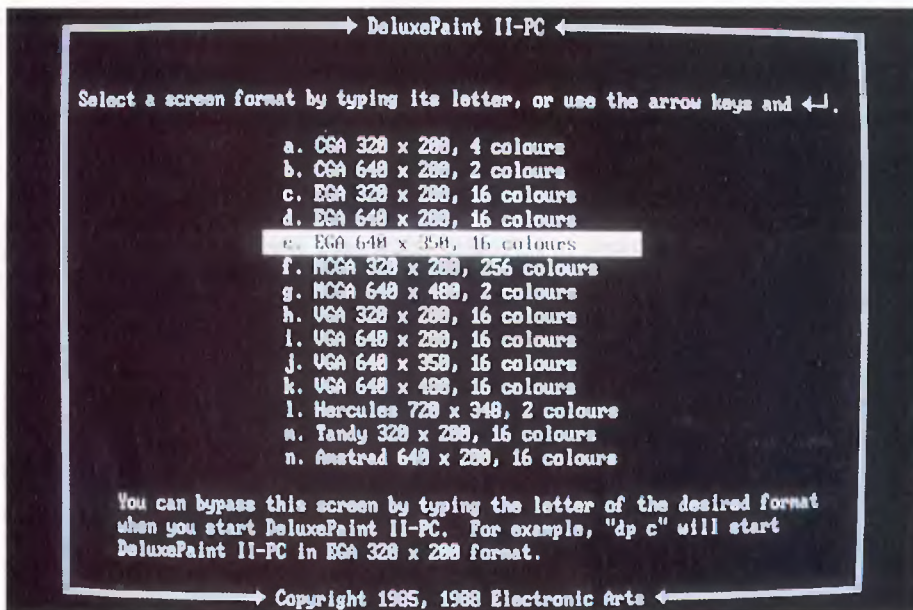 DeluxePaint II-PC
Select a screen format by typing its letter, or use the arrow keys and ↵.
a. CGA 320 x 200, 4 colours
b. CGA 640 x 200, 2 colours
c. EGA 320 x 200, 16 colours
d. EGA 640 x 200, 16 colours
e. EGA 640 x 350, 16 colours
f. MCGA 320 x 200, 256 colours
g. MCGA 640 x 480, 2 colours
h. VGA 320 x 200, 16 colours
i. VGA 640 x 200, 16 colours
j. VGA 640 x 350, 16 colours
k. VGA 640 x 480, 16 colours
l. Hercules 720 x 348, 2 colours
m. Tandy 320 x 200, 16 colours
n. Amstrad 640 x 200, 16 colours
You can bypass this screen by typing the letter of the desired format
when you start DeluxePaint II-PC. For example, "dp c" will start
DeluxePaint II-PC in EGA 320 x 200 format.
Copyright 1985, 1988 Electronic Arts